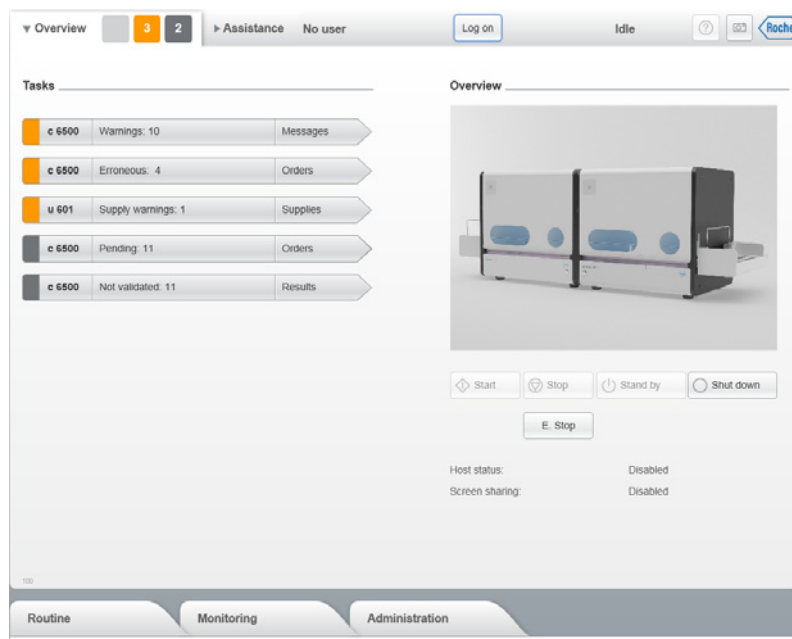 Overview 3 2 Assistance No user Log on Idle ? Roche
Tasks
Overview
c 6500 Warnings: 10 Messages
c 6500 Erroneous: 4 Orders
u 601 Supply warnings: 1 Supplies
c 6500 Pending: 11 Orders
c 6500 Not validated: 11 Results
Start Stop Stand by Shut down
E. Stop
Host status: Disabled
Screen sharing: Disabled
100
Routine Monitoring Administration